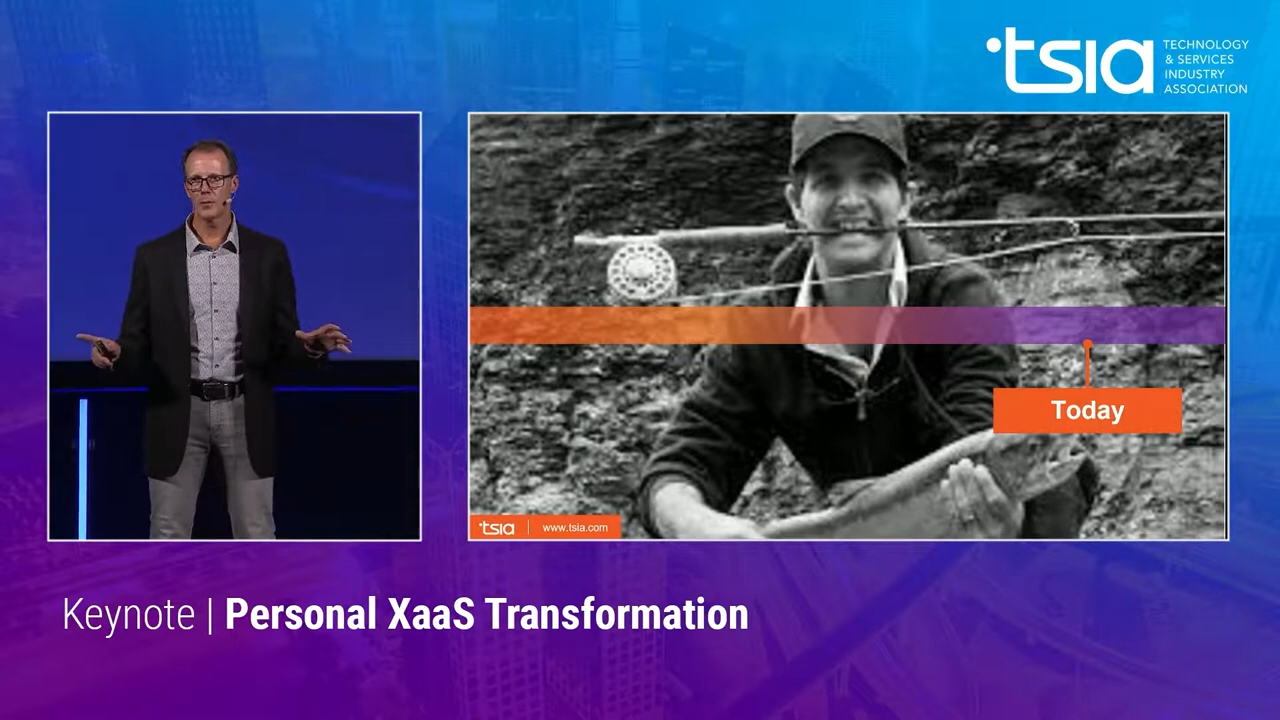 tsia
TECHNOLOGY
& SERVICES
INDUSTRY
ASSOCIATION
Today
tsia | www.tsia.com
Keynote | Personal XaaS Transformation